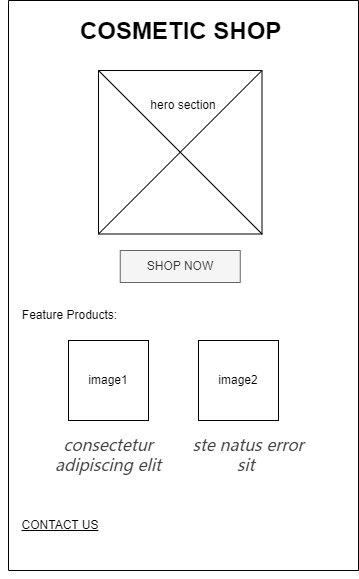 COSMETIC SHOP
hero section
SHOP NOW
Feature Products:
image1
image2
consectetur
adipiscing elit
ste natus error
sit
CONTACT US